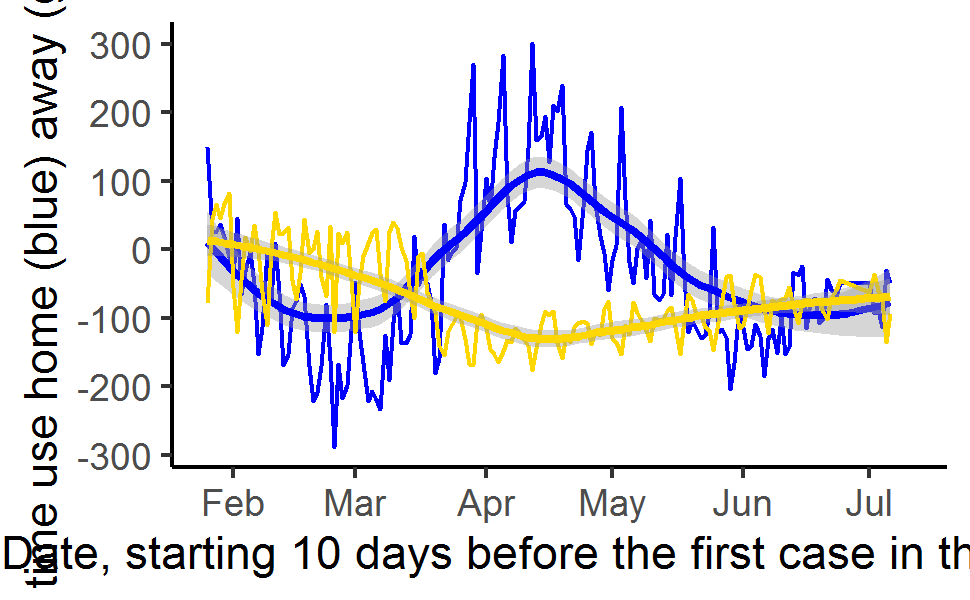 time use home (blue) away (
300
200
100
0
-100
-200
-300
Feb Mar Apr May Jun Jul
Date, starting 10 days before the first case in th